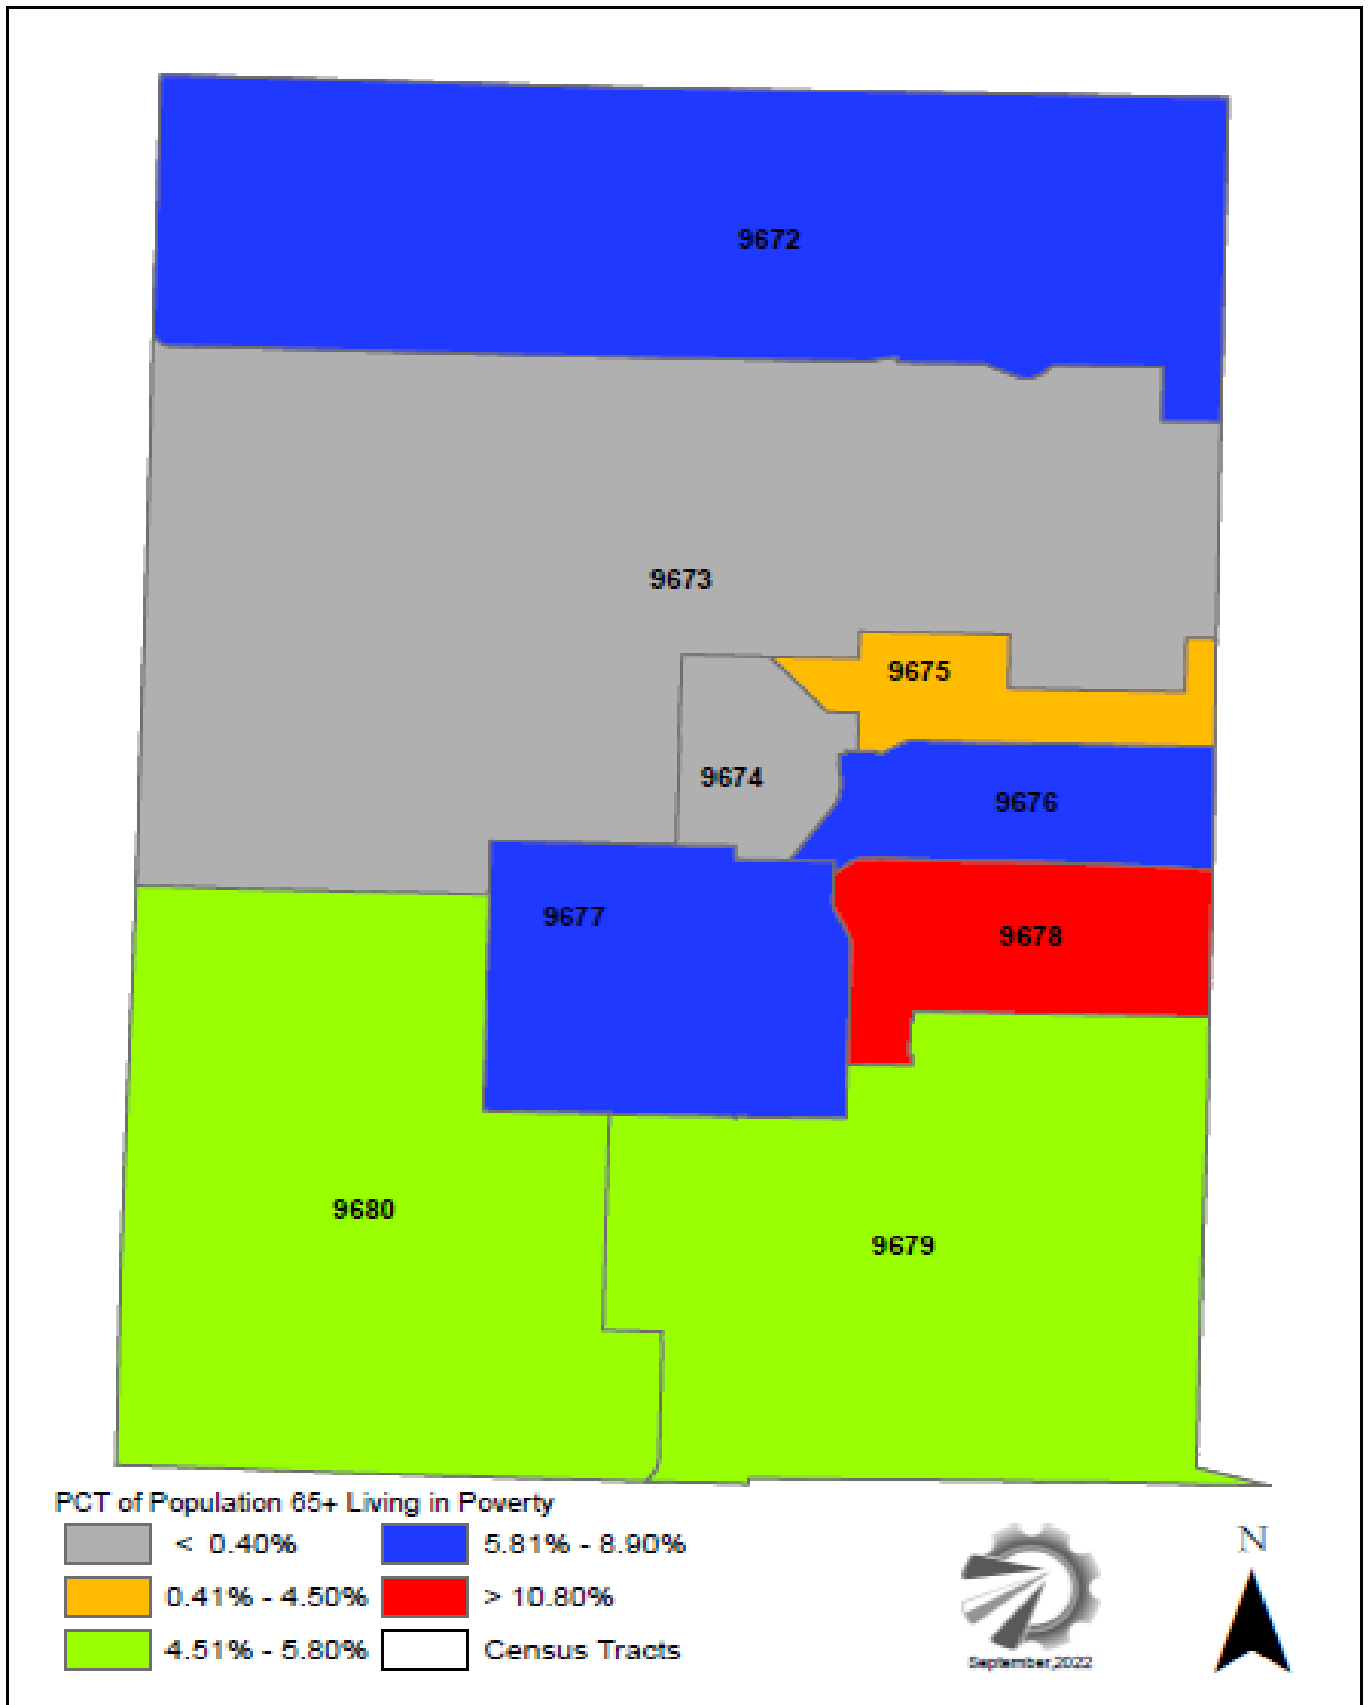 9672
9673
9675
9674
9676
9677
9678
9680
9679
PCT of Population 65+ Living in Poverty
< 0.40%
5.81% - 8.90%
0.41% - 4.50%
> 10.80%
4.51% - 5.80%
Census Tracts
September,2022
N